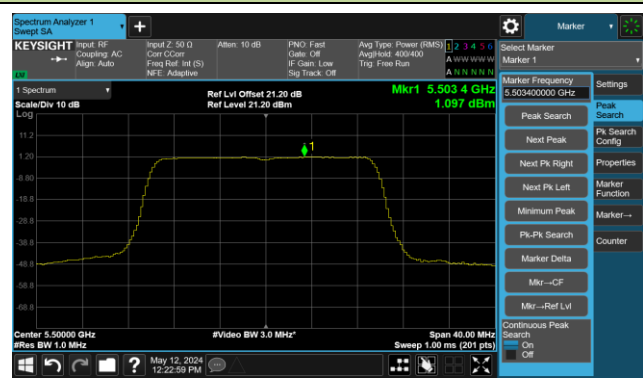 Spectrum Analyzer 1
Swept SA
Marker
KEYSIGHT
Input: RF
Coupling: AC
Align: Auto
Input Z: 50 Ω
Corr CCorr
Freq Ref: Int (S)
NFE: Adaptive
Atten: 10 dB
PNO: Fast
Gate: Off
IF Gain: Low
Sig Track: Off
Avg Type: Power (RMS)
Avg|Hold: 400/400
Trig: Free Run
1 2 3 4 5 6
A W W W W W
A N N N N N
Select Marker
Marker 1
1 Spectrum
Scale/Div 10 dB
Ref Lvl Offset 21.20 dB
Ref Level 21.20 dBm
Mkr1 5.503 4 GHz
1.097 dBm
Log
11.2
1.20
-8.80
-18.8
-28.8
-38.8
-48.8
-58.8
-68.8
1
Center 5.50000 GHz
#Res BW 1.0 MHz
#Video BW 3.0 MHz*
Span 40.00 MHz
Sweep 1.00 ms (201 pts)
Marker Frequency
5.503400000 GHz
Peak Search
Next Peak
Next Pk Right
Next Pk Left
Minimum Peak
Pk-Pk Search
Marker Delta
Mkr→CF
Mkr→Ref Lvl
Continuous Peak
Search
On
Off
Settings
Peak
Search
Pk Search
Config
Properties
Marker
Function
Marker→
Counter
May 12, 2024
12:22:59 PM